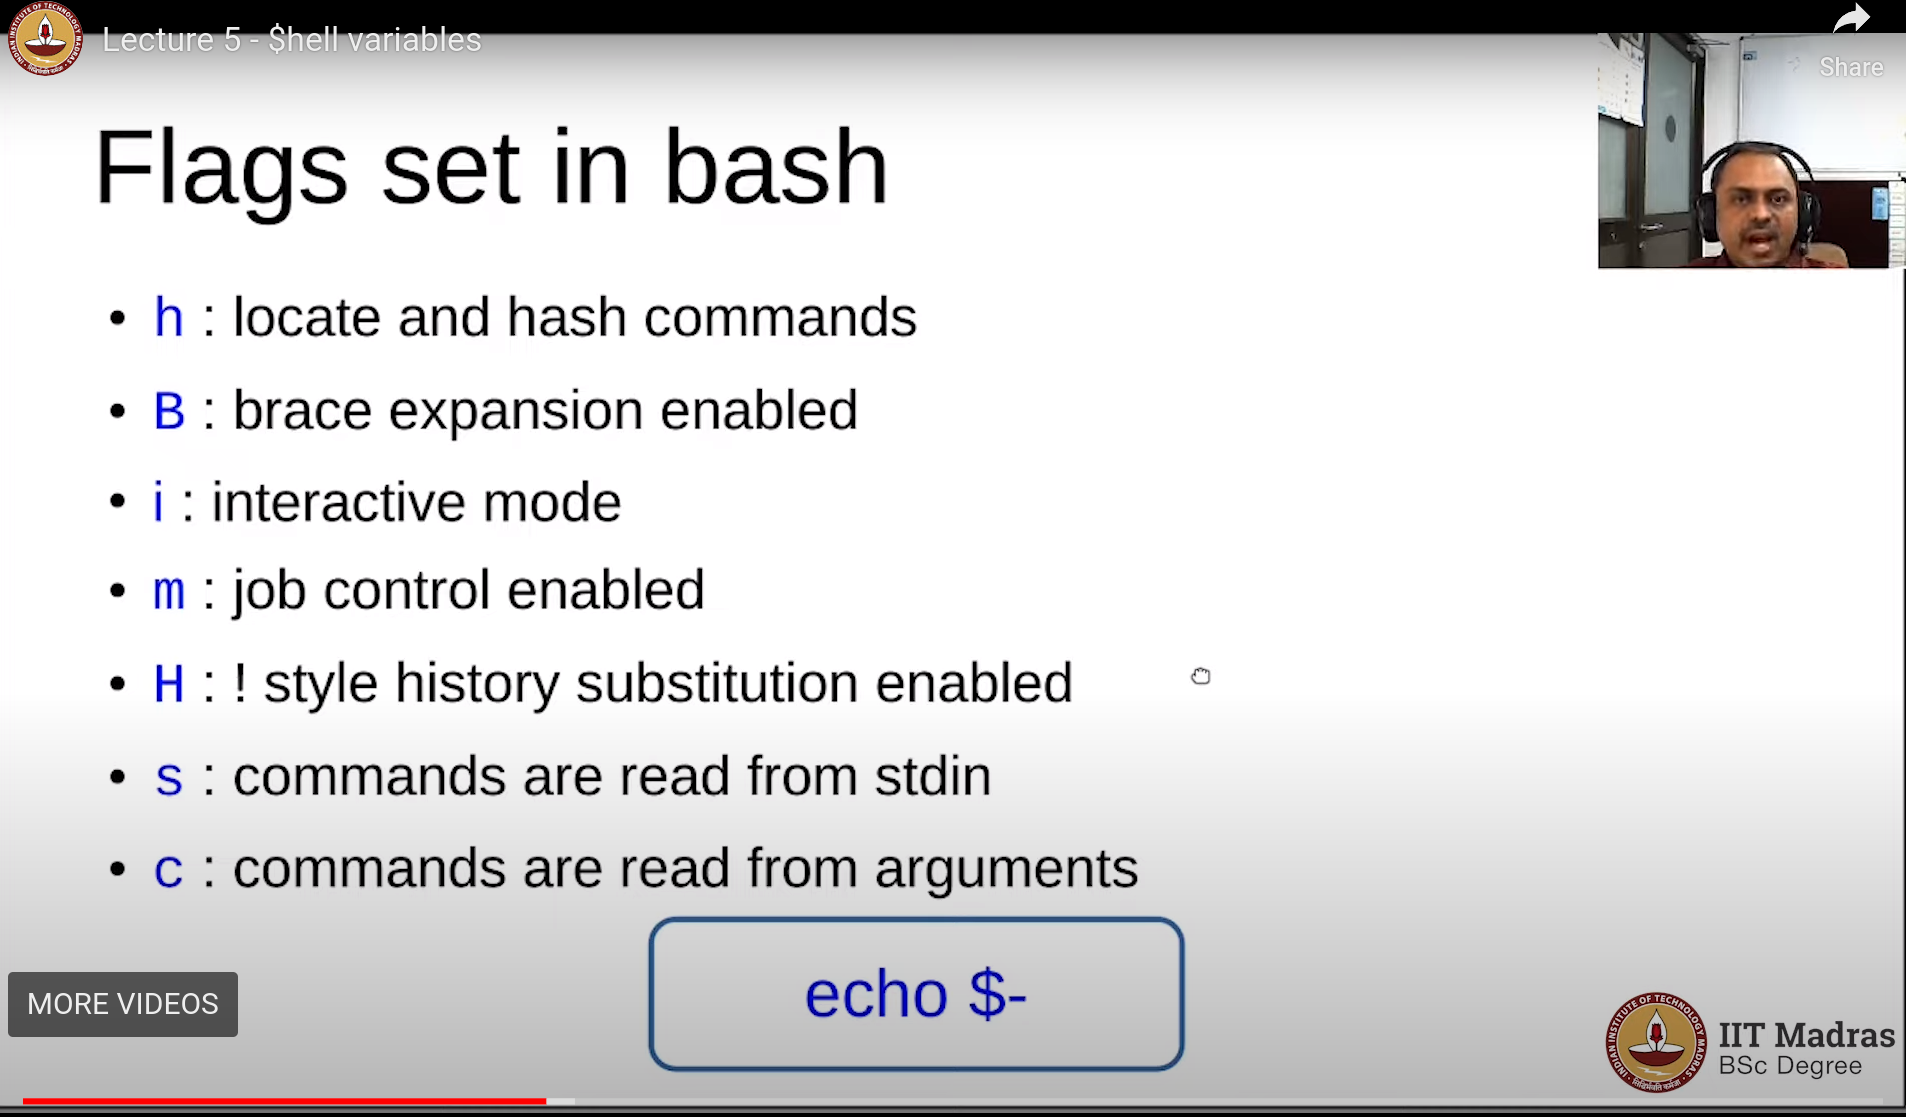 Lecture 5 - $hell variables
Share
Flags set in bash
• h : locate and hash commands
• B : brace expansion enabled
• i : interactive mode
• m : job control enabled
• H : ! style history substitution enabled
• s : commands are read from stdin
• c : commands are read from arguments
echo $-
MORE VIDEOS
IIT Madras
BSc Degree